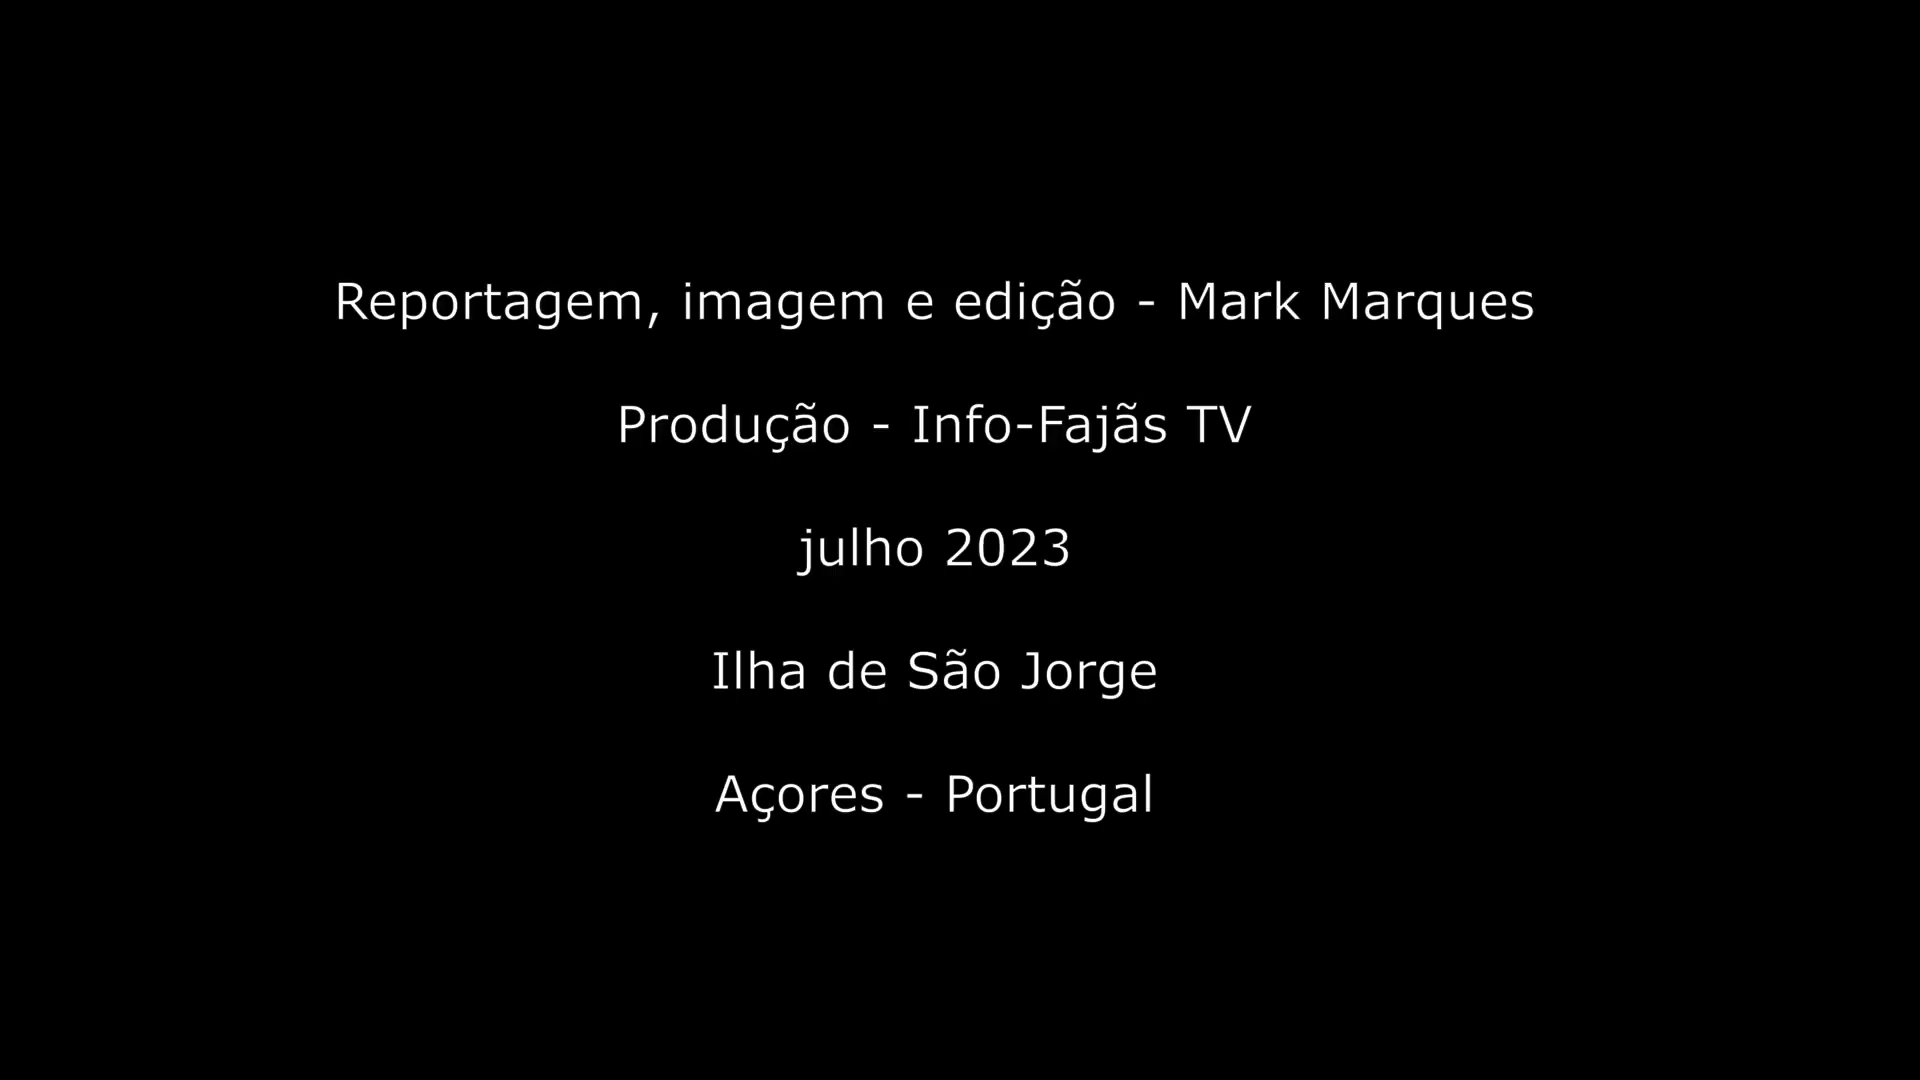 Reportagem, imagem e edição - Mark Marques
Produção - Info-Fajãs TV
julho 2023
Ilha de São Jorge
Açores - Portugal